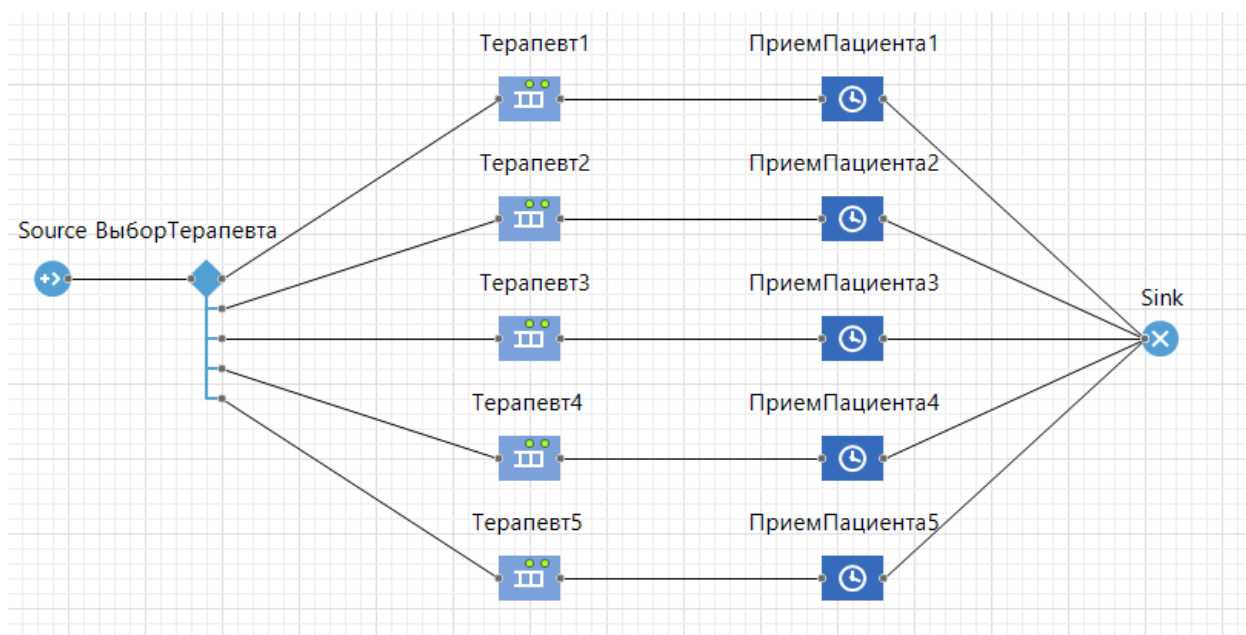 Терапевт1 ПриемПациента1
Терапевт2 ПриемПациента2
Source ВыборТерапевта
Терапевт3 ПриемПациента3
Sink
Терапевт4 ПриемПациента4
Терапевт5 ПриемПациента5